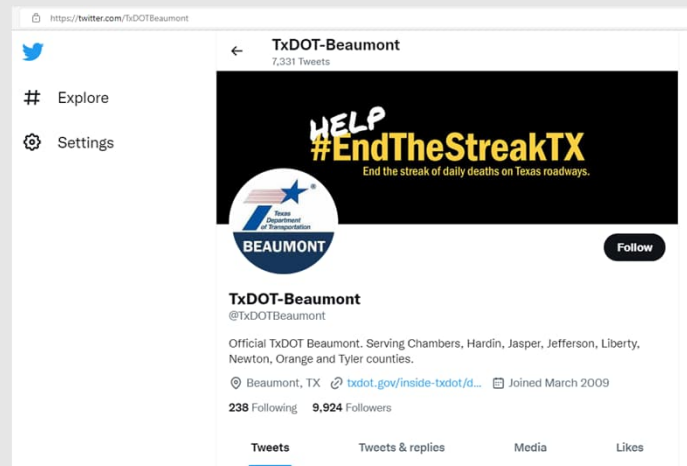 https://twitter.com/TxDOTBeaumont
TxDOT-Beaumont
7,331 Tweets
Explore
Settings
HELP
#EndTheStreakTX
End the streak of daily deaths on Texas roadways.
Texas
Department
of Transportation
BEAUMONT
Follow
TxDOT-Beaumont
@TxDOTBeaumont
Official TxDOT Beaumont. Serving Chambers, Hardin, Jasper, Jefferson, Liberty,
Newton, Orange and Tyler counties.
Beaumont, TX txdot.gov/inside-txdot/d... Joined March 2009
238 Following 9,924 Followers
Tweets Tweets & replies Media Likes